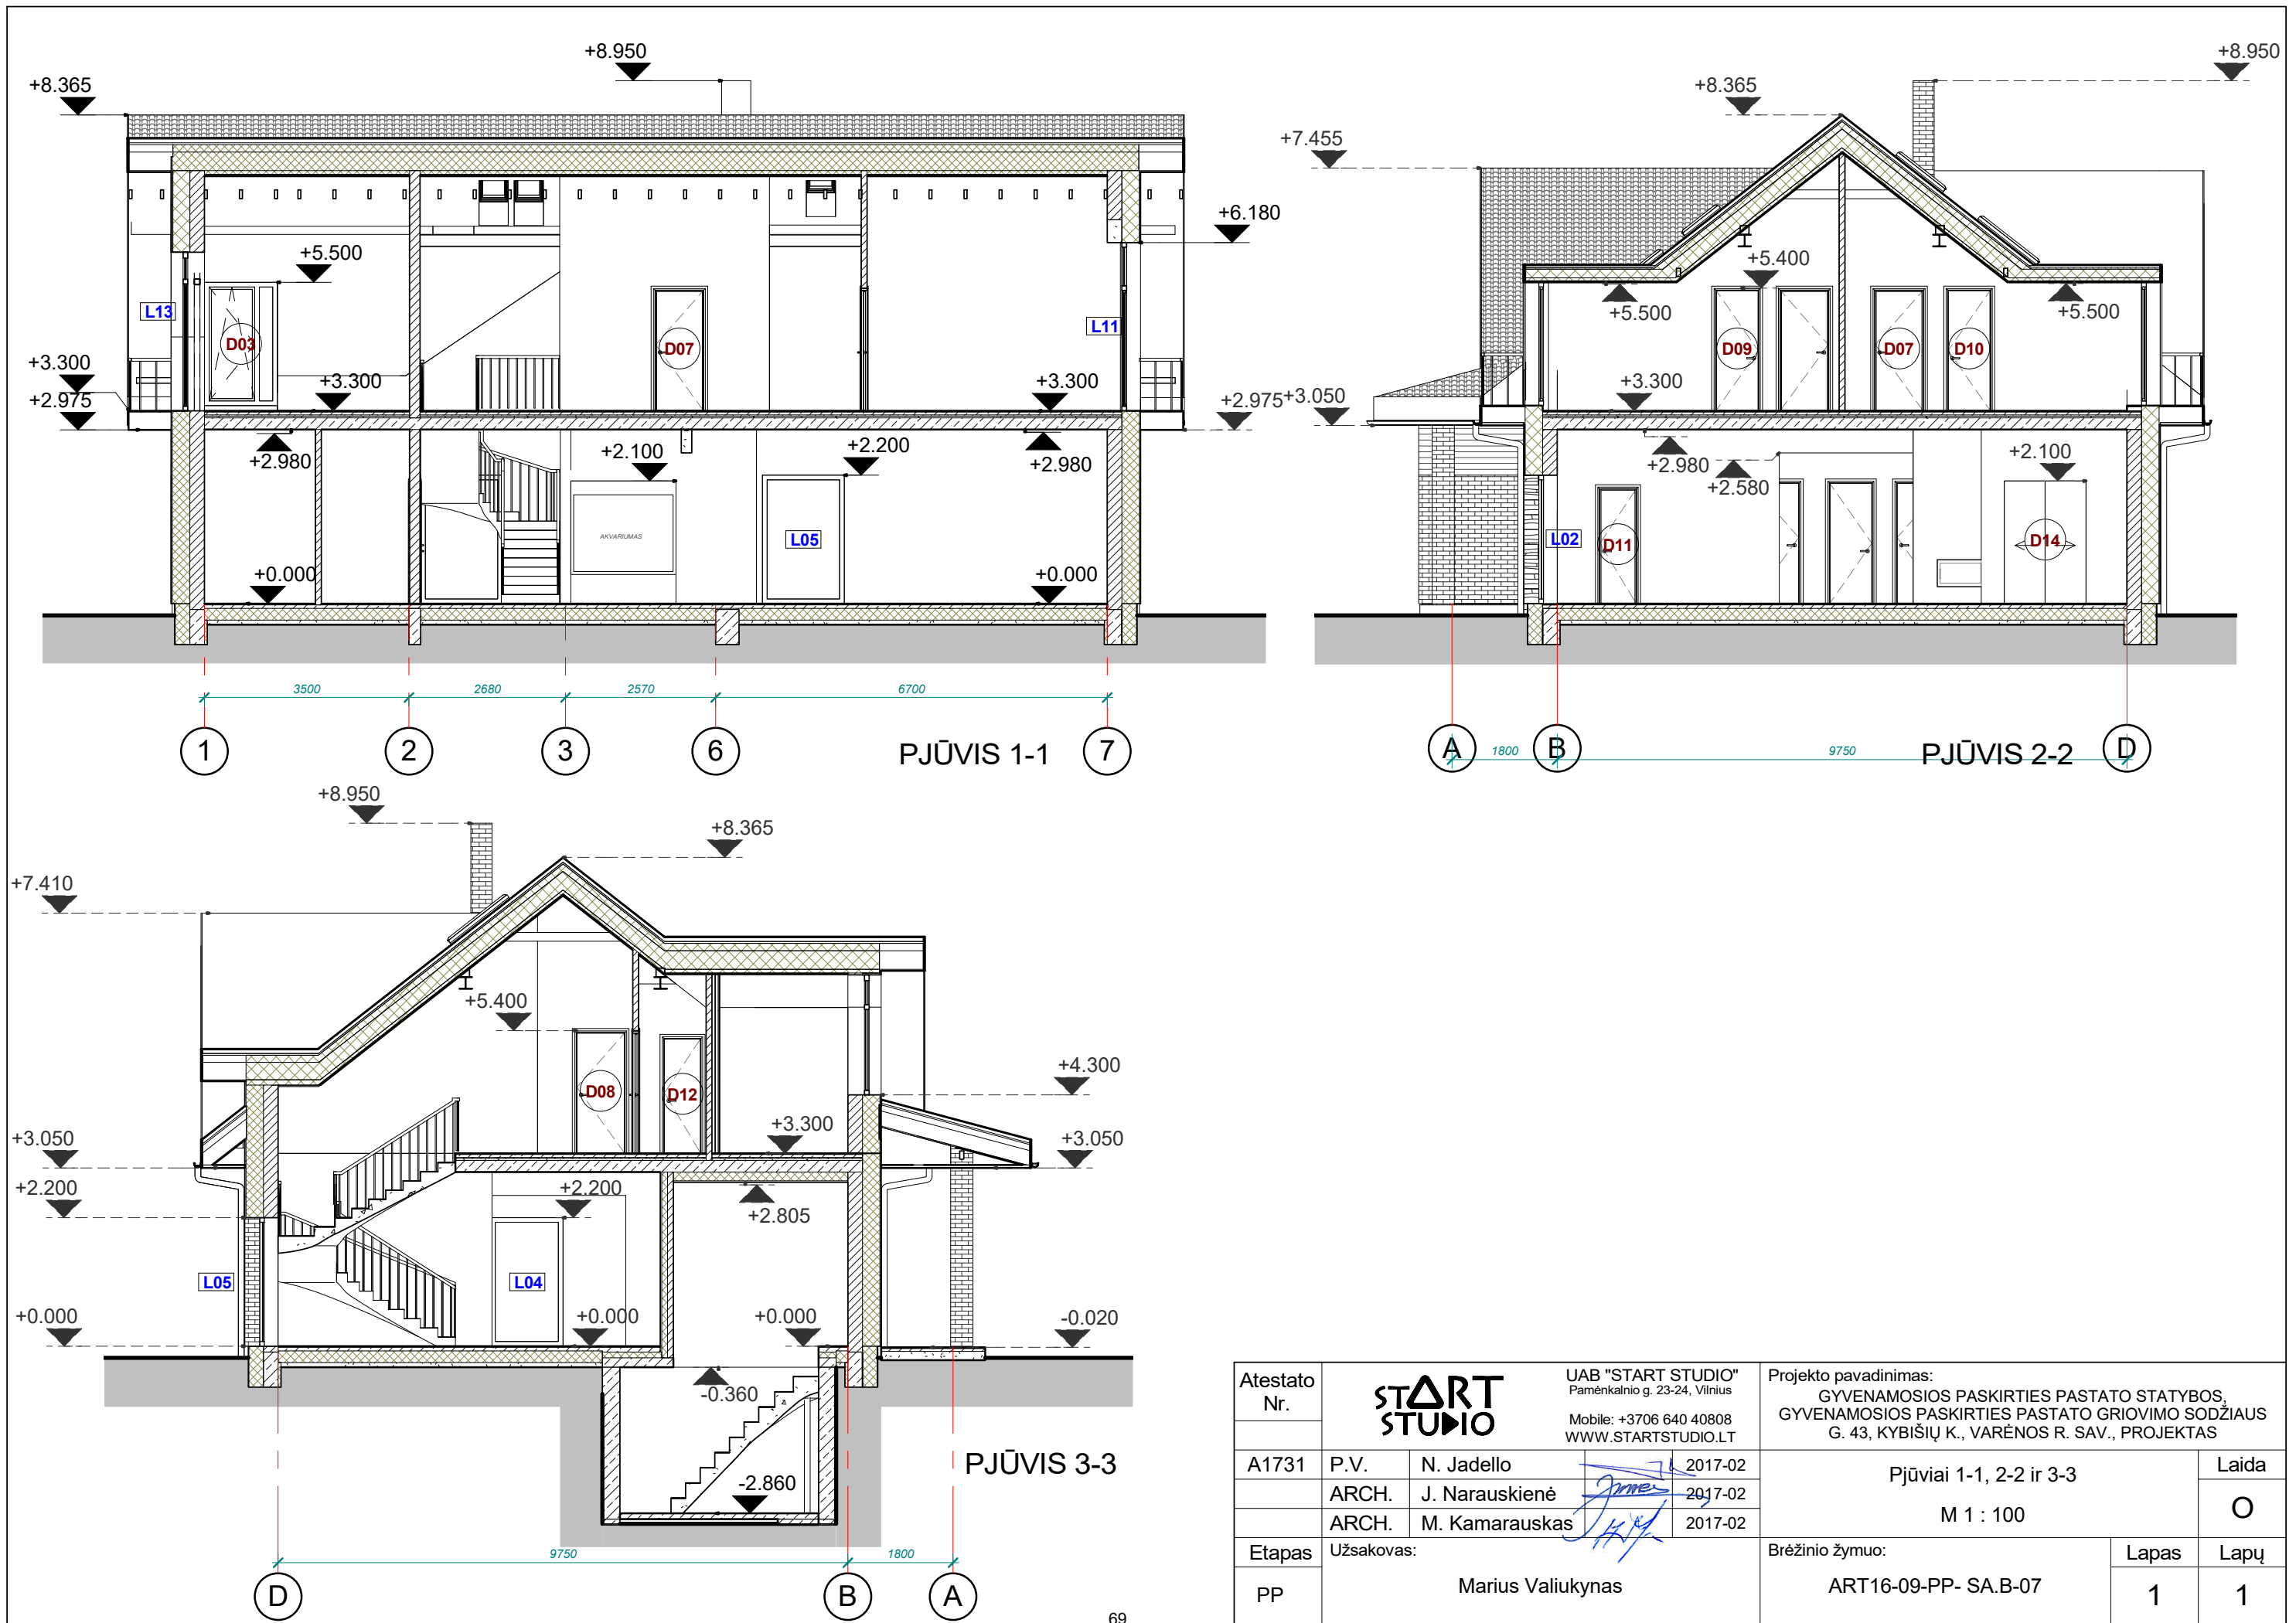 +8.950
+8.365
+6.180
+5.500
L13
D03
D07
L11
+3.300
+3.300
+3.300
+2.975
+2.975
+2.980
+2.100
+2.200
+2.980
AKVARIUMAS
L05
+0.000
+0.000
3500
2680
2570
6700
1
2
3
6
7
PJŪVIS 1-1
+8.950
+8.365
+7.455
+5.400
+5.500
+5.500
D09
D07
D10
+3.300
+3.050
+2.980
+2.580
+2.100
L02
D11
D14
A
1800
B
9750
D
PJŪVIS 2-2
+8.950
+8.365
+7.410
+5.400
+4.300
D08
D12
+3.300
+3.050
+3.050
+2.200
+2.200
+2.805
L05
L04
+0.000
+0.000
+0.000
-0.020
-0.360
-2.860
PJŪVIS 3-3
9750
1800
D
B
A
69
Atestato
Nr.
START
STUDIO
UAB "START STUDIO"
Pamėnkalnio g. 23-24, Vilnius
Mobile: +3706 640 40808
WWW.STARTSTUDIO.LT
Projekto pavadinimas:
GYVENAMOSIOS PASKIRTIES PASTATO STATYBOS,
GYVENAMOSIOS PASKIRTIES PASTATO GRIOVIMO SODŽIAUS
G. 43, KYBIŠIŲ K., VARĖNOS R. SAV., PROJEKTAS
A1731 P.V. N. Jadello 2017-02
ARCH. J. Narauskienė 2017-02
ARCH. M. Kamarauskas 2017-02
Pjūviai 1-1, 2-2 ir 3-3
M 1 : 100
Laida
O
Etapas
PP
Užsakovas:
Marius Valiukynas
Brėžinio žymuo:
ART16-09-PP- SA.B-07
Lapas
1
Lapų
1